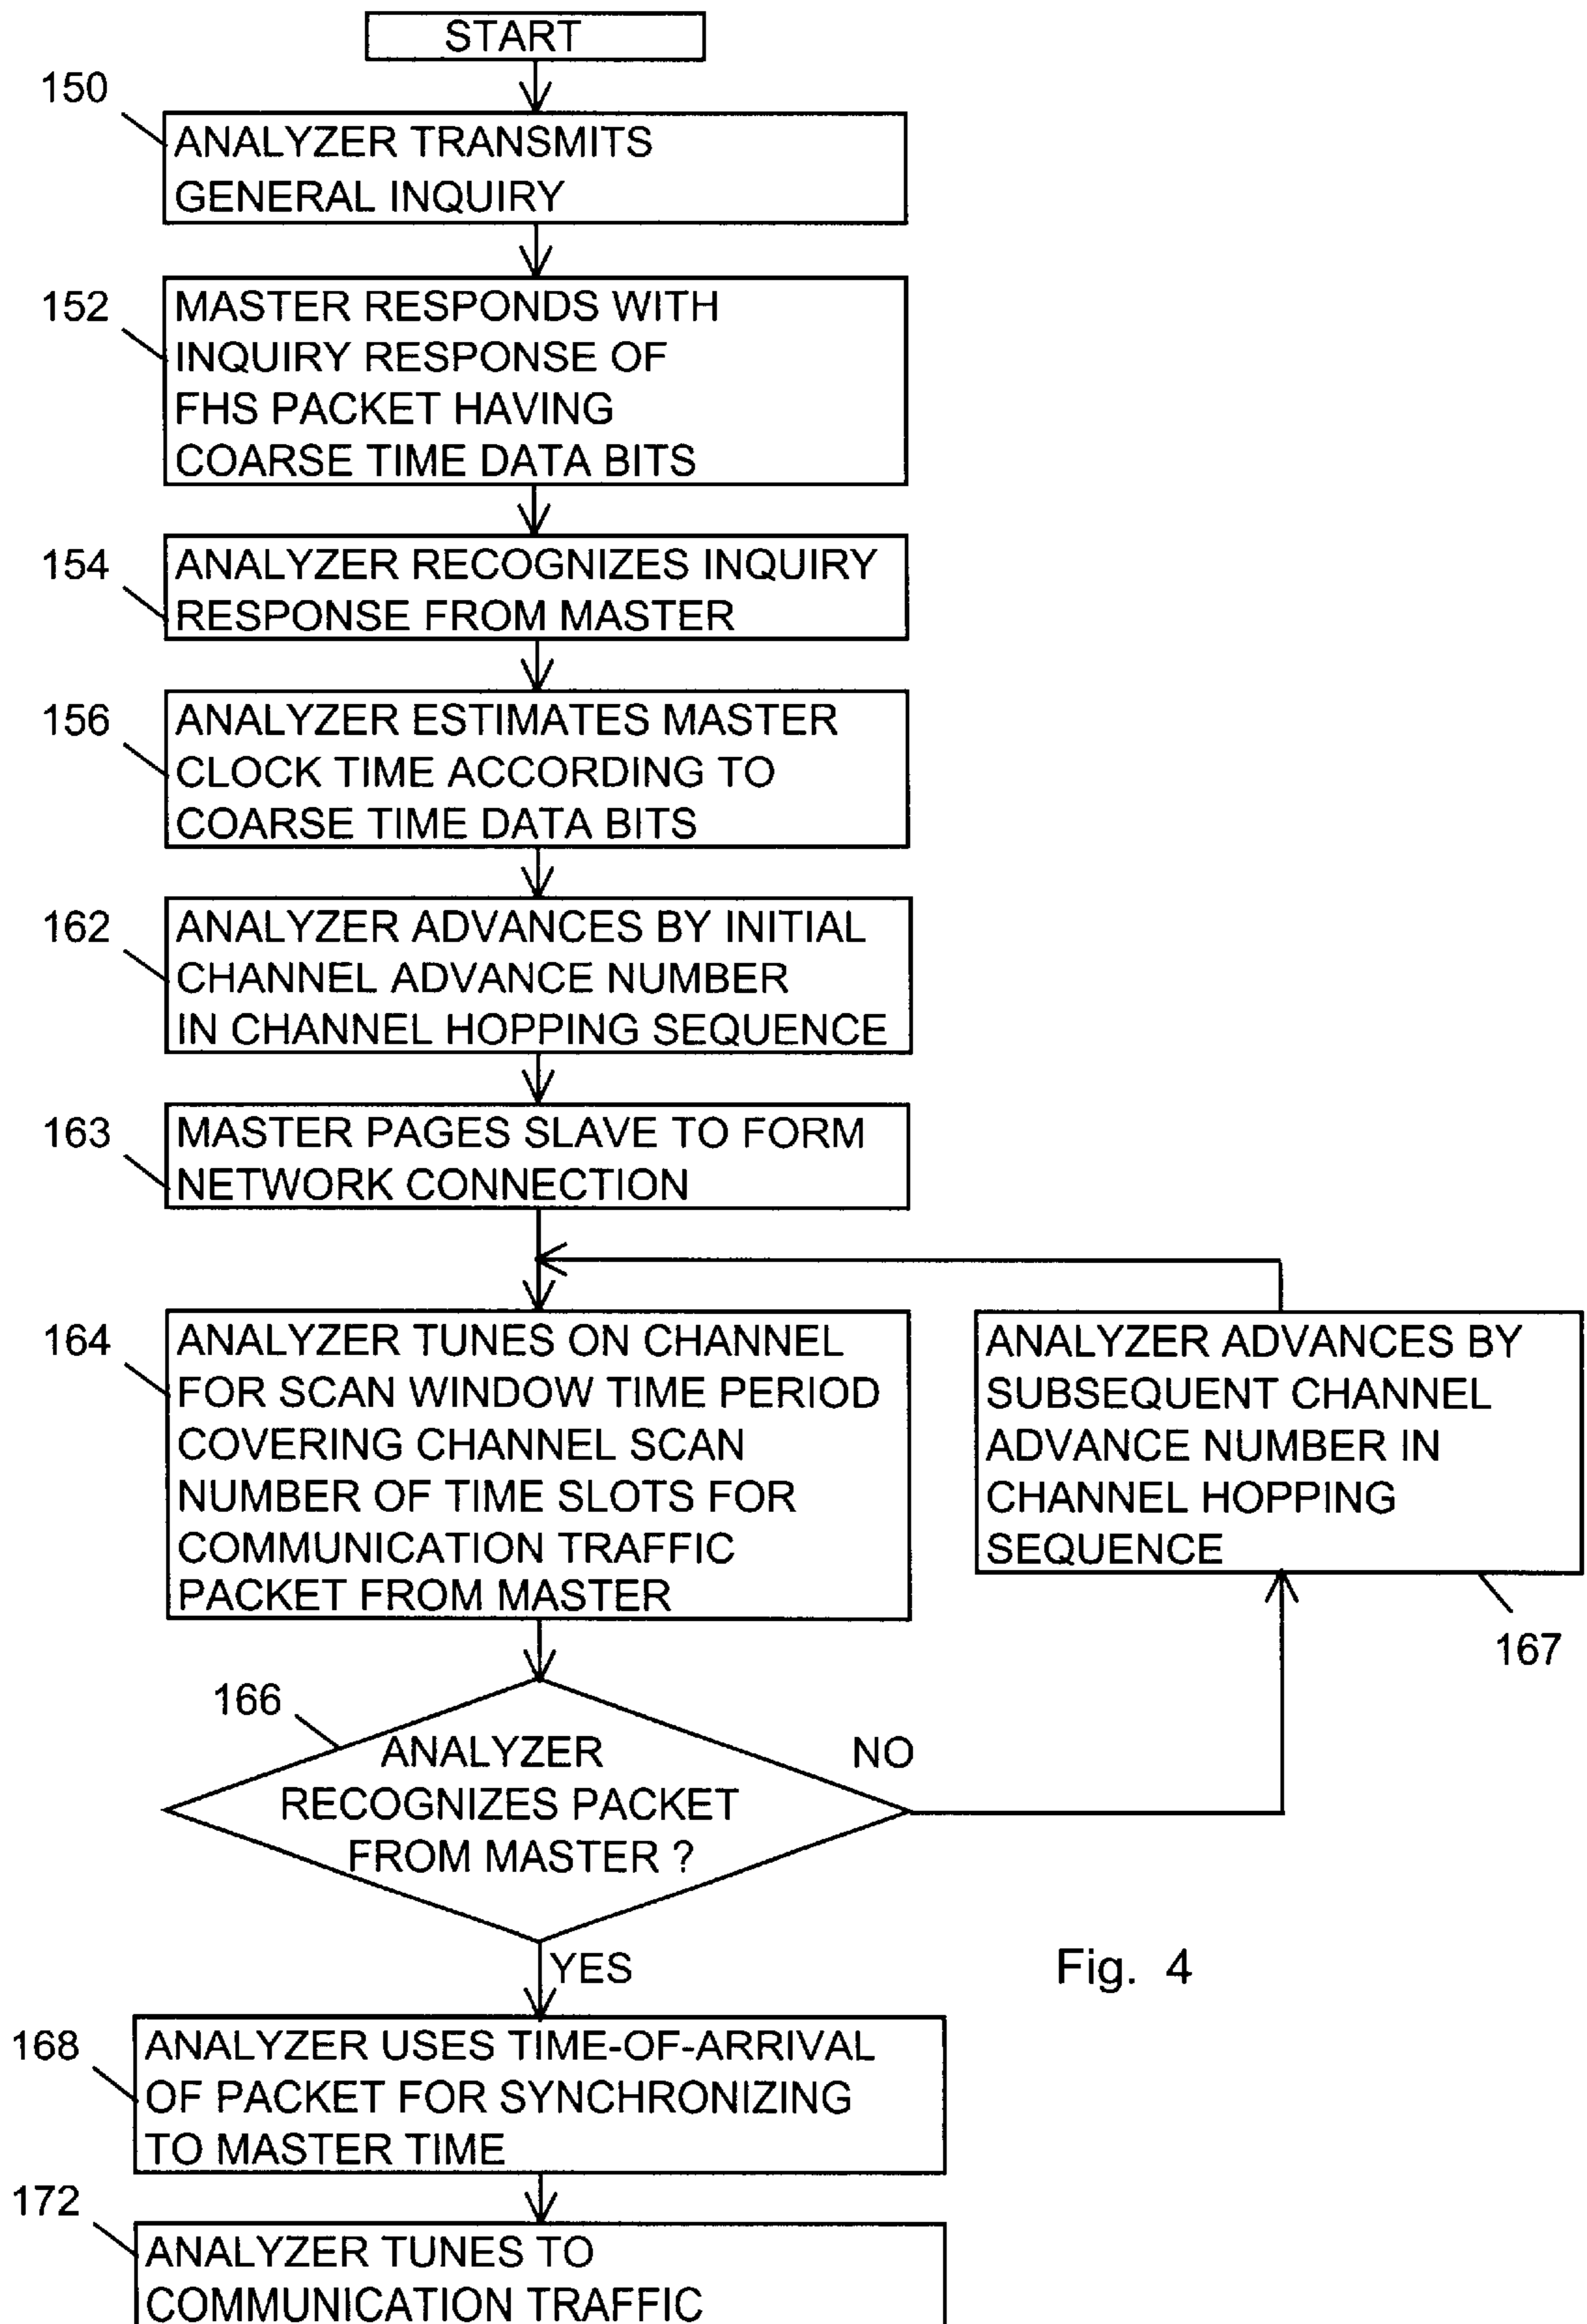 START
150
ANALYZER TRANSMITS
GENERAL INQUIRY
152
MASTER RESPONDS WITH
INQUIRY RESPONSE OF
FHS PACKET HAVING
COARSE TIME DATA BITS
154
ANALYZER RECOGNIZES INQUIRY
RESPONSE FROM MASTER
156
ANALYZER ESTIMATES MASTER
CLOCK TIME ACCORDING TO
COARSE TIME DATA BITS
162
ANALYZER ADVANCES BY INITIAL
CHANNEL ADVANCE NUMBER
IN CHANNEL HOPPING SEQUENCE
163
MASTER PAGES SLAVE TO FORM
NETWORK CONNECTION
164
ANALYZER TUNES ON CHANNEL
FOR SCAN WINDOW TIME PERIOD
COVERING CHANNEL SCAN
NUMBER OF TIME SLOTS FOR
COMMUNICATION TRAFFIC
PACKET FROM MASTER
ANALYZER ADVANCES BY
SUBSEQUENT CHANNEL
ADVANCE NUMBER IN
CHANNEL HOPPING
SEQUENCE
167
166
ANALYZER
RECOGNIZES PACKET
FROM MASTER ?
NO
YES
Fig. 4
168
ANALYZER USES TIME-OF-ARRIVAL
OF PACKET FOR SYNCHRONIZING
TO MASTER TIME
172
ANALYZER TUNES TO
COMMUNICATION TRAFFIC